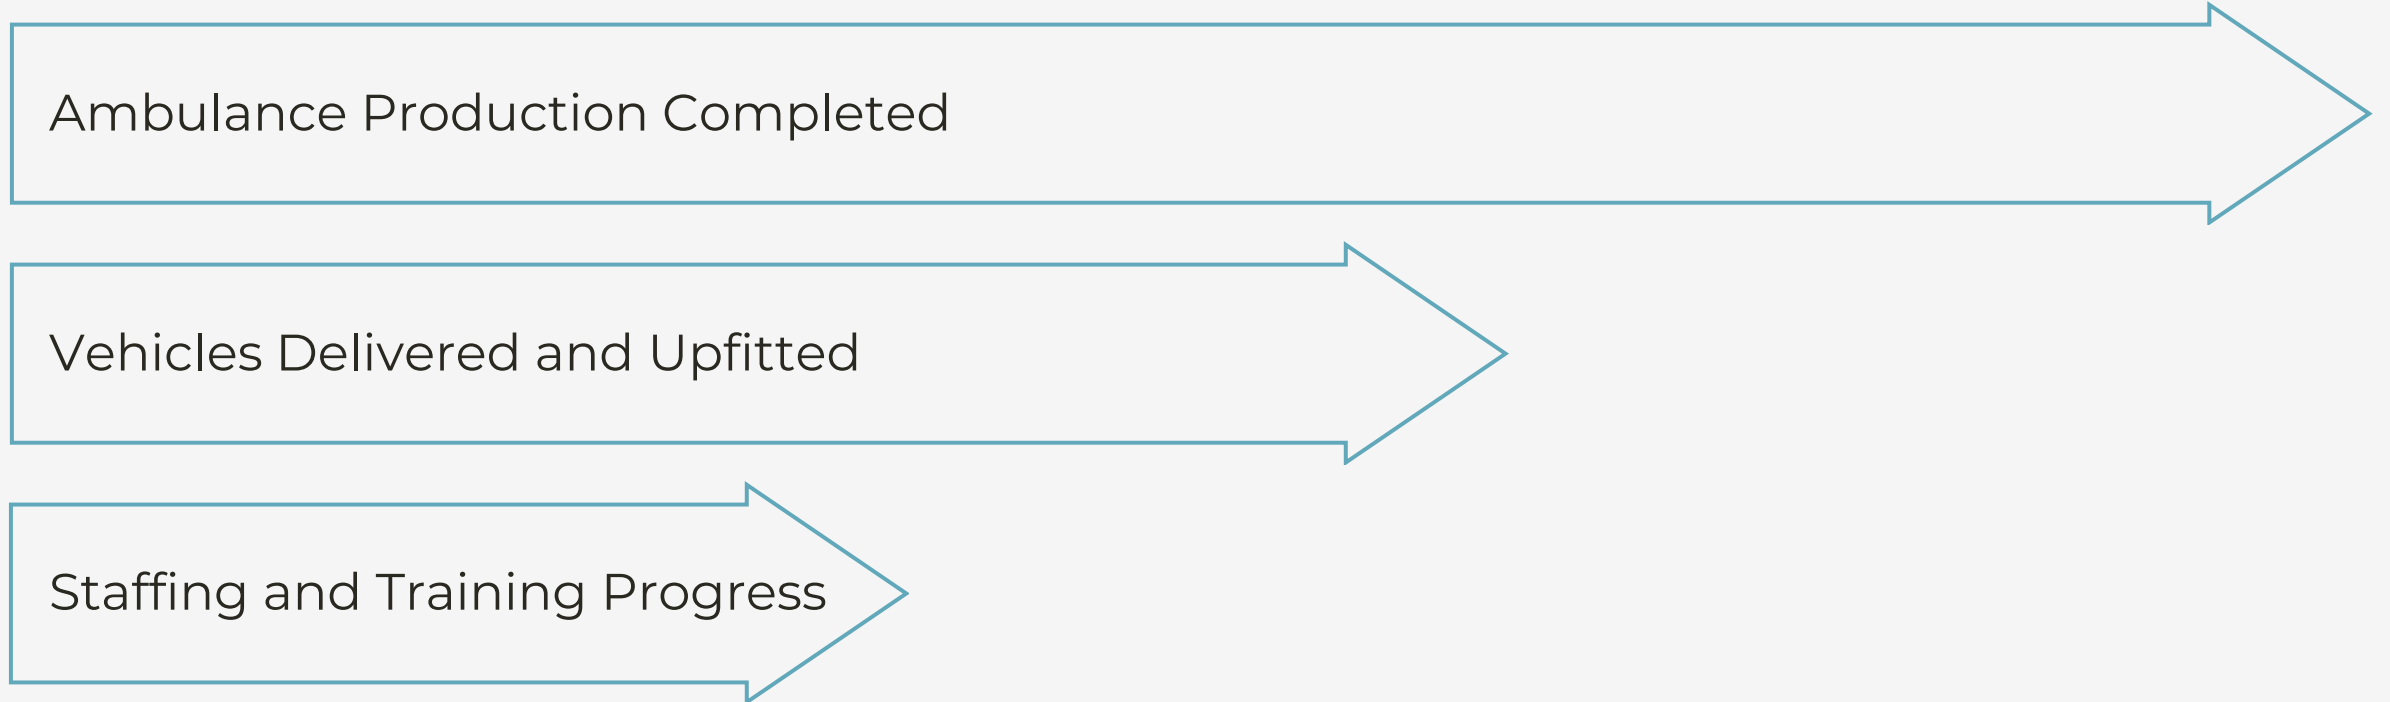 Ambulance Production Completed
Vehicles Delivered and Upfitted
Staffing and Training Progress